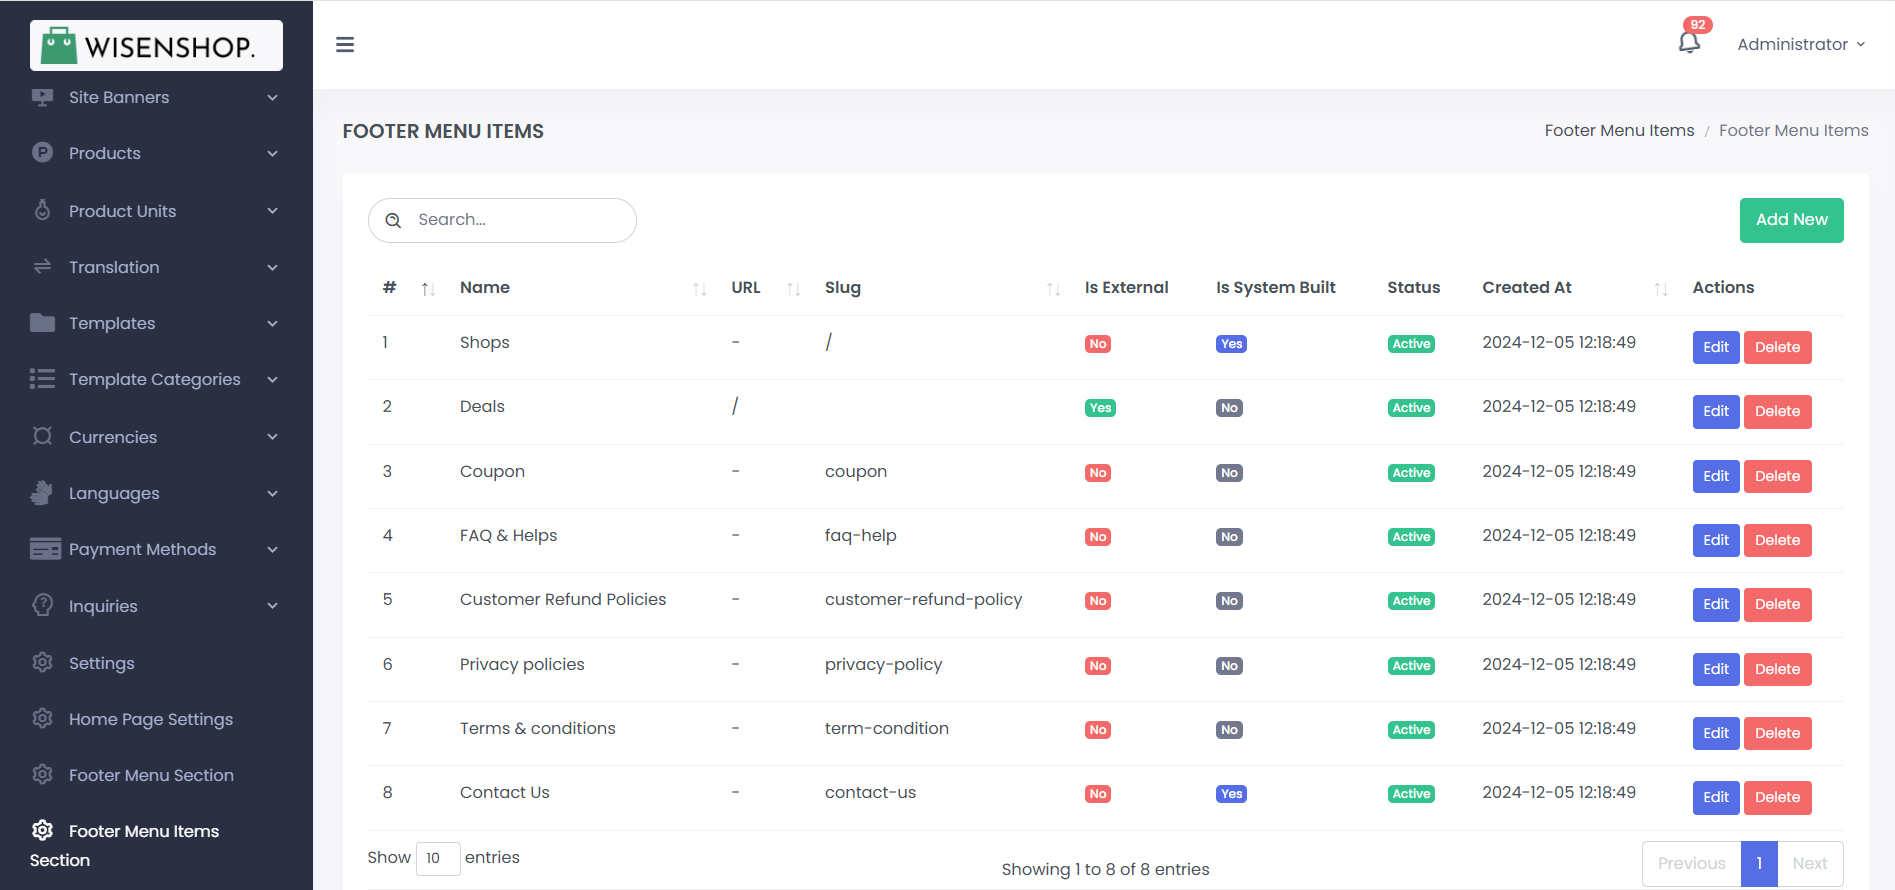 WISENSHOP.
Site Banners
Products
Product Units
Translation
Templates
Template Categories
Currencies
Languages
Payment Methods
Inquiries
Settings
Home Page Settings
Footer Menu Section
Footer Menu Items
Section
92
Administrator
FOOTER MENU ITEMS
Footer Menu Items / Footer Menu Items
Search...
Add New
# Name URL Slug Is External Is System Built Status Created At Actions
1 Shops - / No Yes Active 2024-12-05 12:18:49 Edit Delete
2 Deals / Yes No Active 2024-12-05 12:18:49 Edit Delete
3 Coupon - coupon No No Active 2024-12-05 12:18:49 Edit Delete
4 FAQ & Helps - faq-help No No Active 2024-12-05 12:18:49 Edit Delete
5 Customer Refund Policies - customer-refund-policy No No Active 2024-12-05 12:18:49 Edit Delete
6 Privacy policies - privacy-policy No No Active 2024-12-05 12:18:49 Edit Delete
7 Terms & conditions - term-condition No No Active 2024-12-05 12:18:49 Edit Delete
8 Contact Us - contact-us No Yes Active 2024-12-05 12:18:49 Edit Delete
Show 10 entries
Showing 1 to 8 of 8 entries
Previous 1 Next